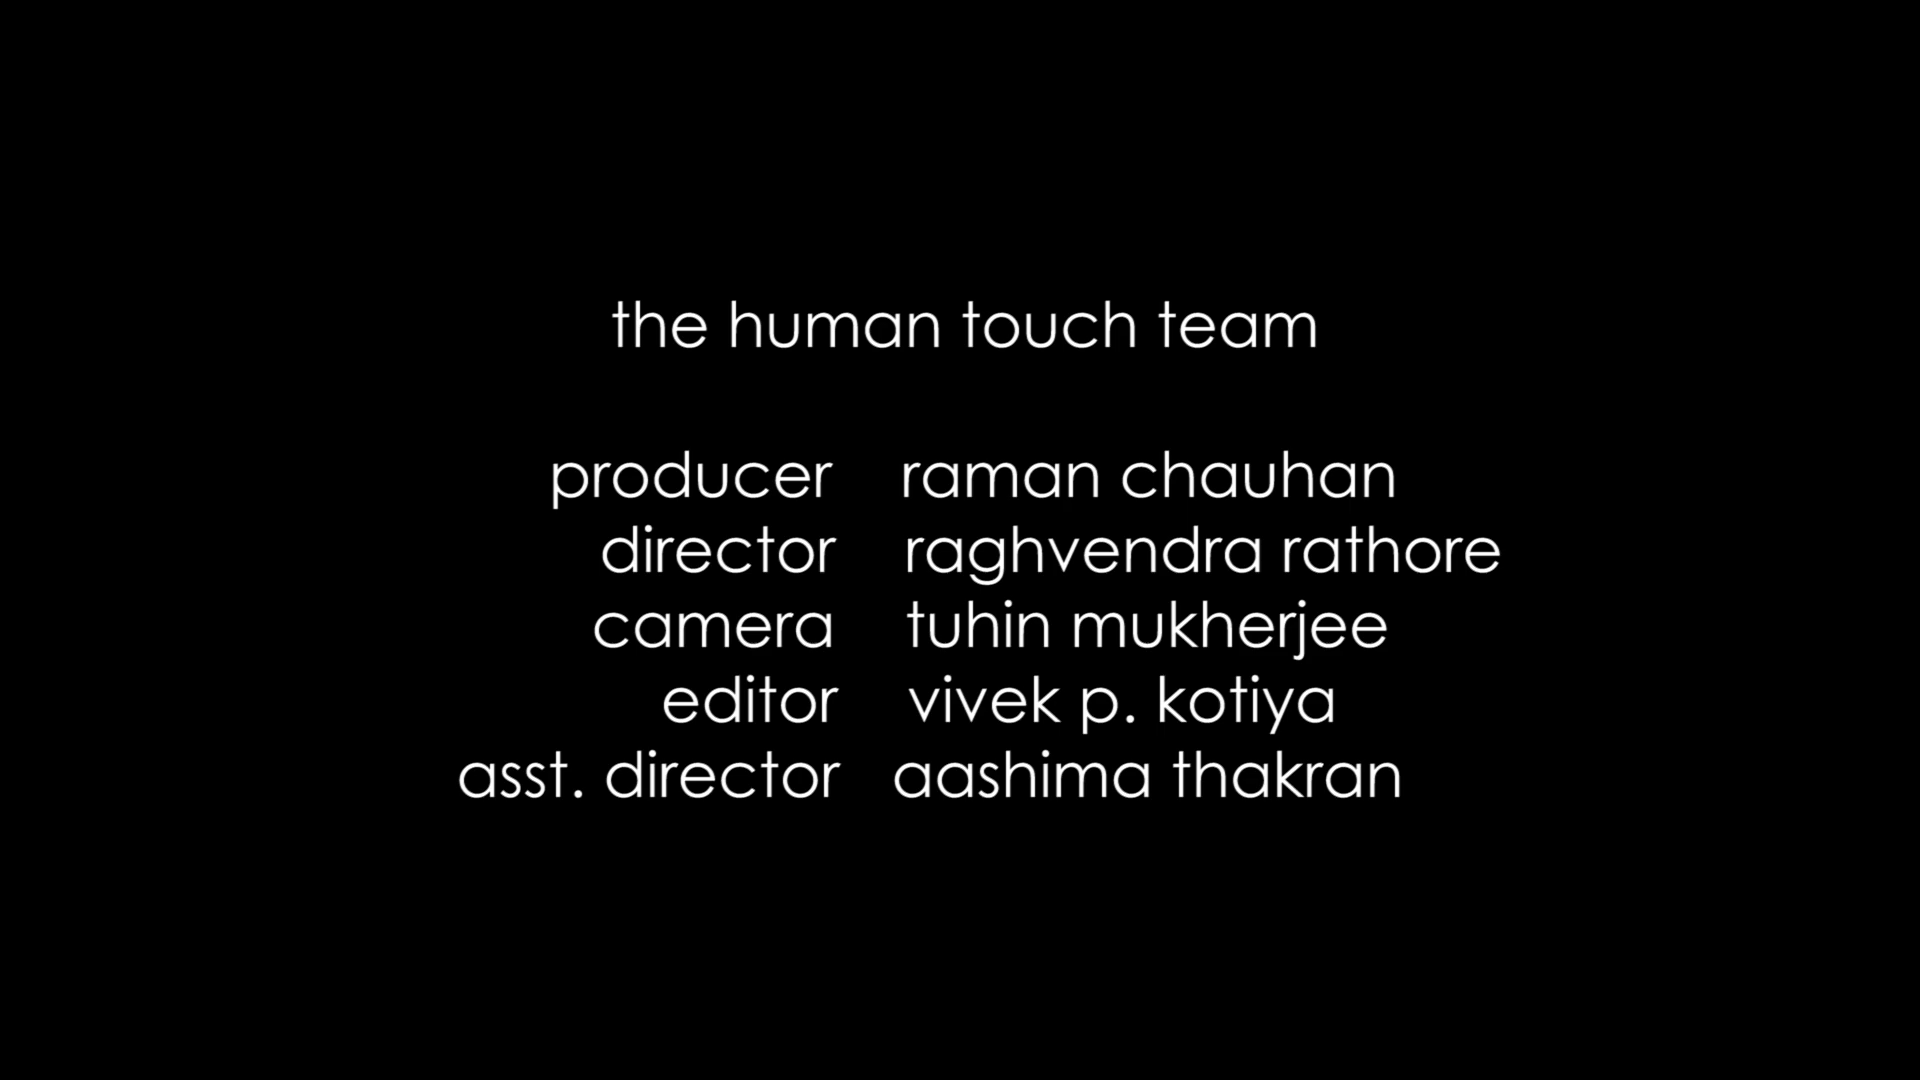 the human touch team
producer raman chauhan
director raghvendra rathore
camera tuhin mukherjee
editor vivek p. kotiya
asst. director aashima thakran